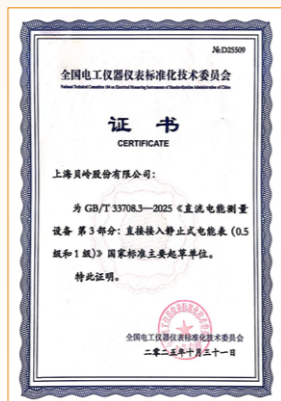 №D25509
全国电工仪器仪表标准化技术委员会
National Technical Committee 104 on Electrical Measuring Instruments of Standardization Administration of China
证 书
CERTIFICATE
上海贝岭股份有限公司：
为 GB/T 33708.3—2025《直流电能测量
设备 第3部分：直接接入静止式电能表（0.5
级和1级）》国家标准主要起草单位。
特此证明。
全国电工仪器仪表标准化技术委员会
二零二五年十月三十一日